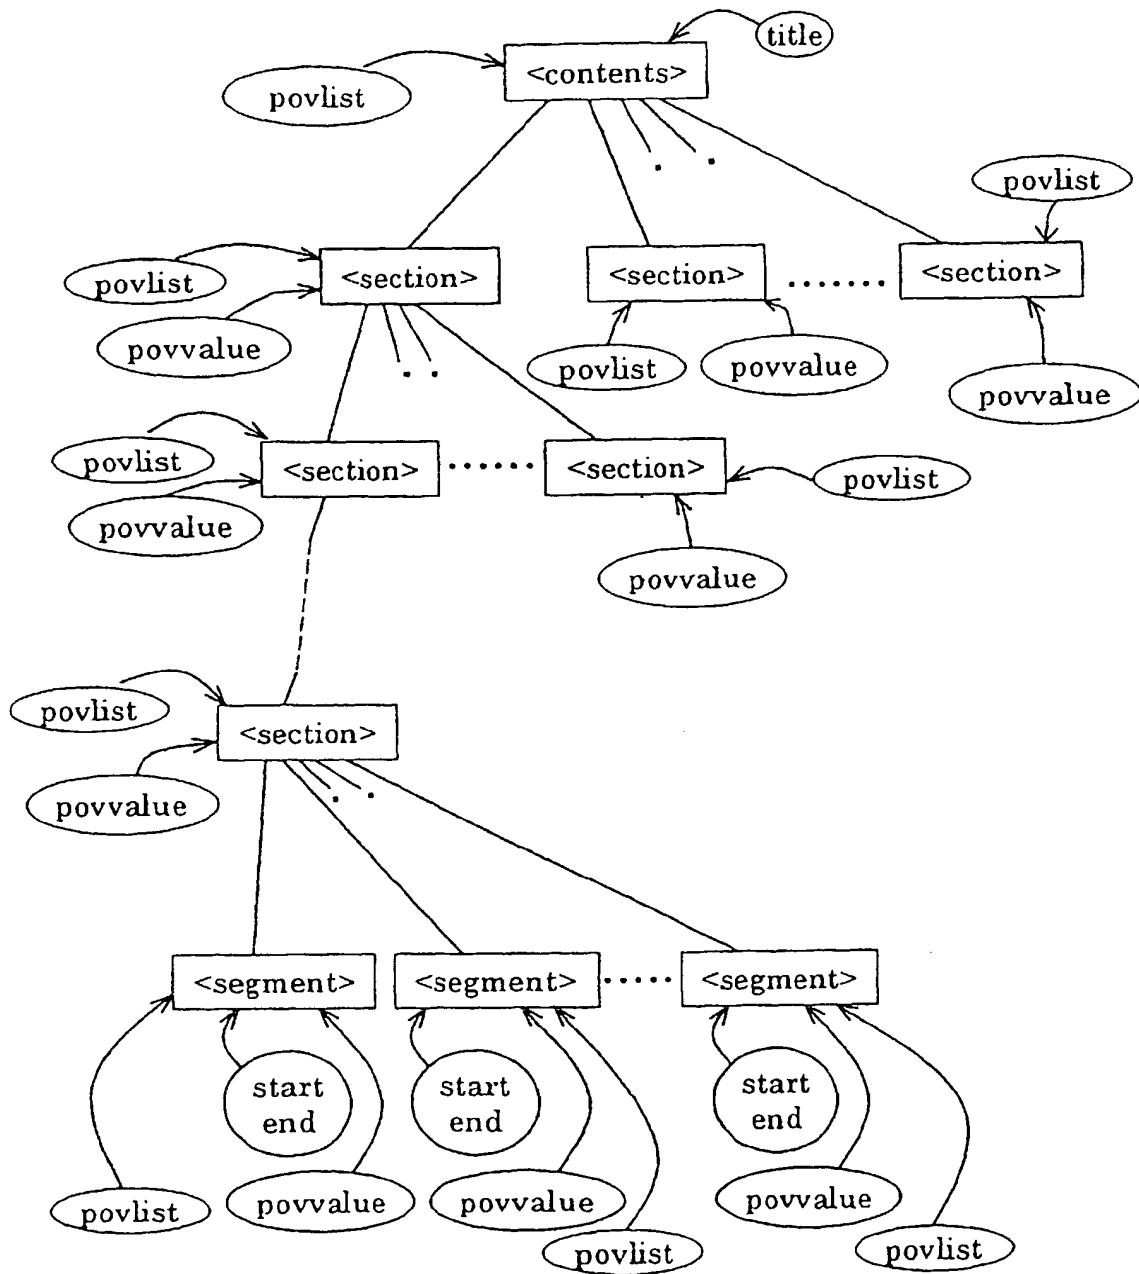 title
<contents>
povlist
povlist
<section>
<section>
<section>
povlist
povvalue
povlist
povvalue
povvalue
<section>
<section>
povlist
povlist
povvalue
povvalue
<section>
povlist
povvalue
<segment>
<segment>
<segment>
start
end
start
end
start
end
povlist
povvalue
povvalue
povvalue
povlist
povlist